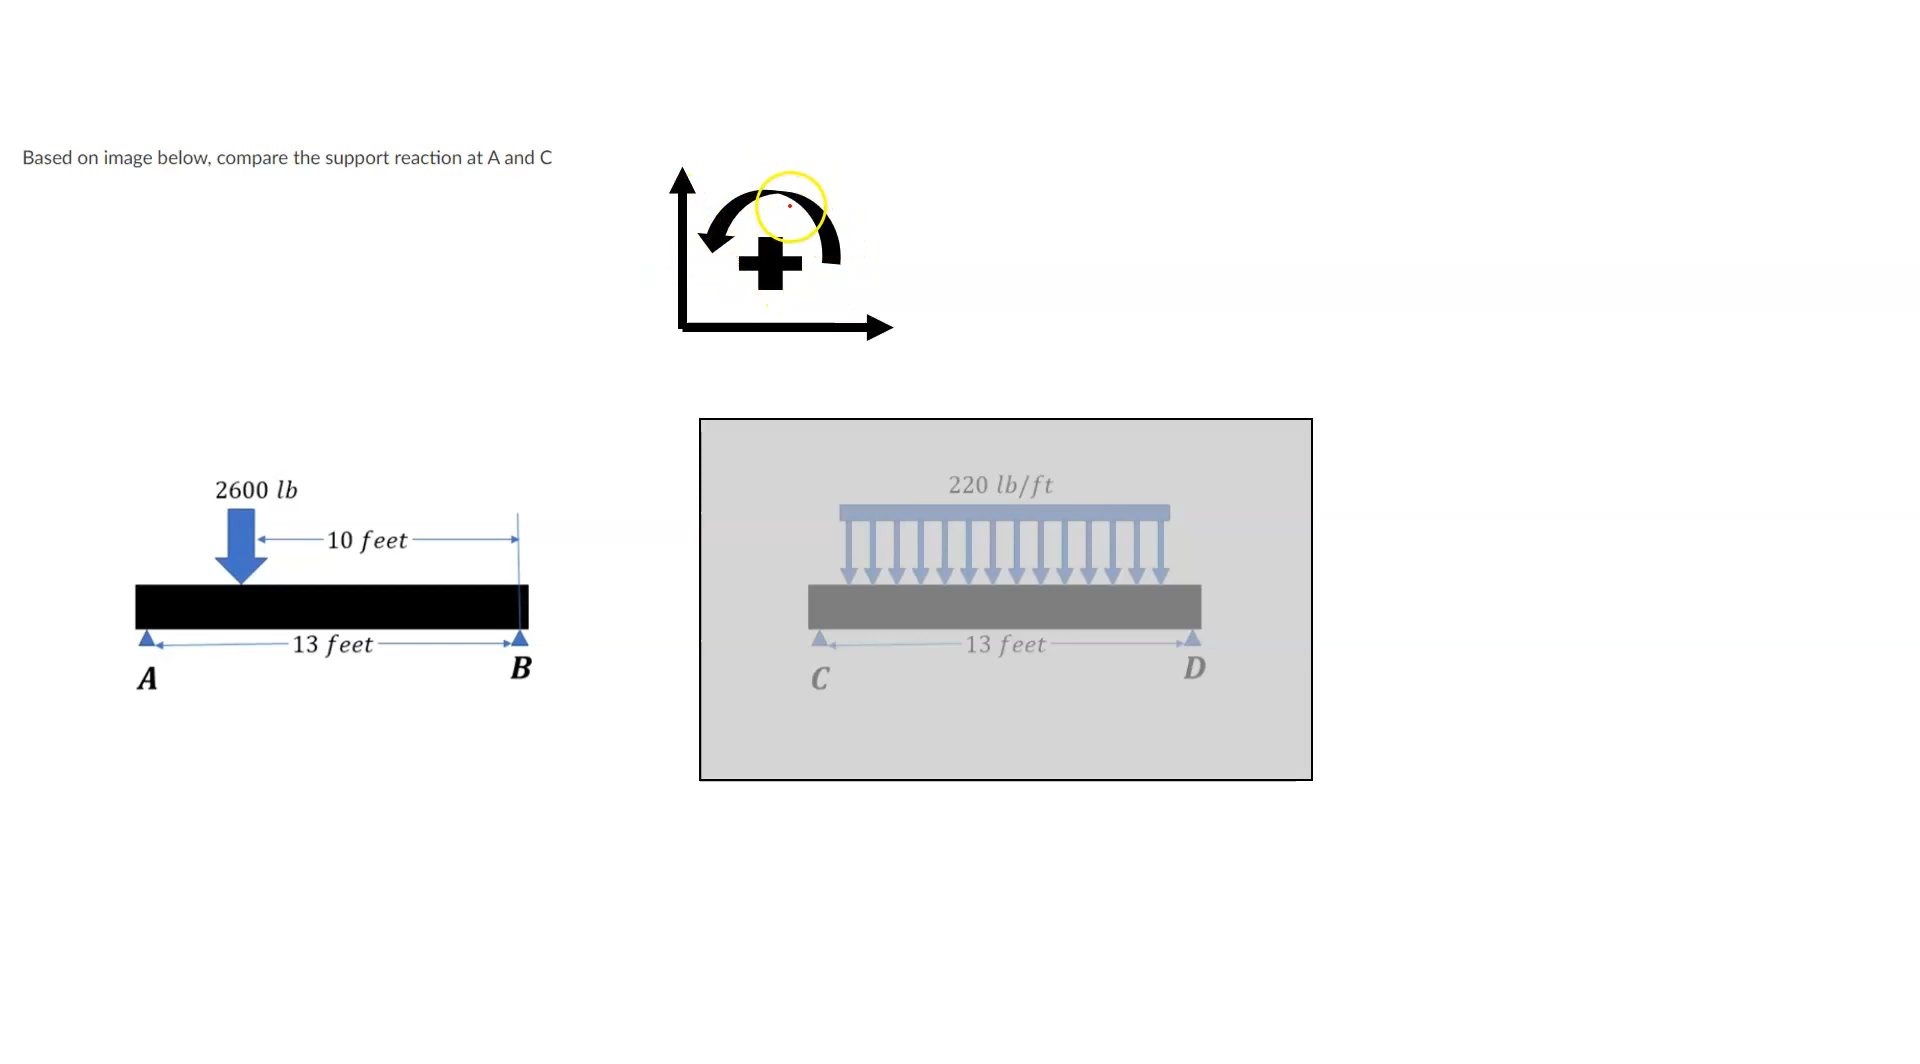 Based on image below, compare the support reaction at A and C
2600 lb
10 feet
13 feet
A
B
220 lb/ft
13 feet
C
D